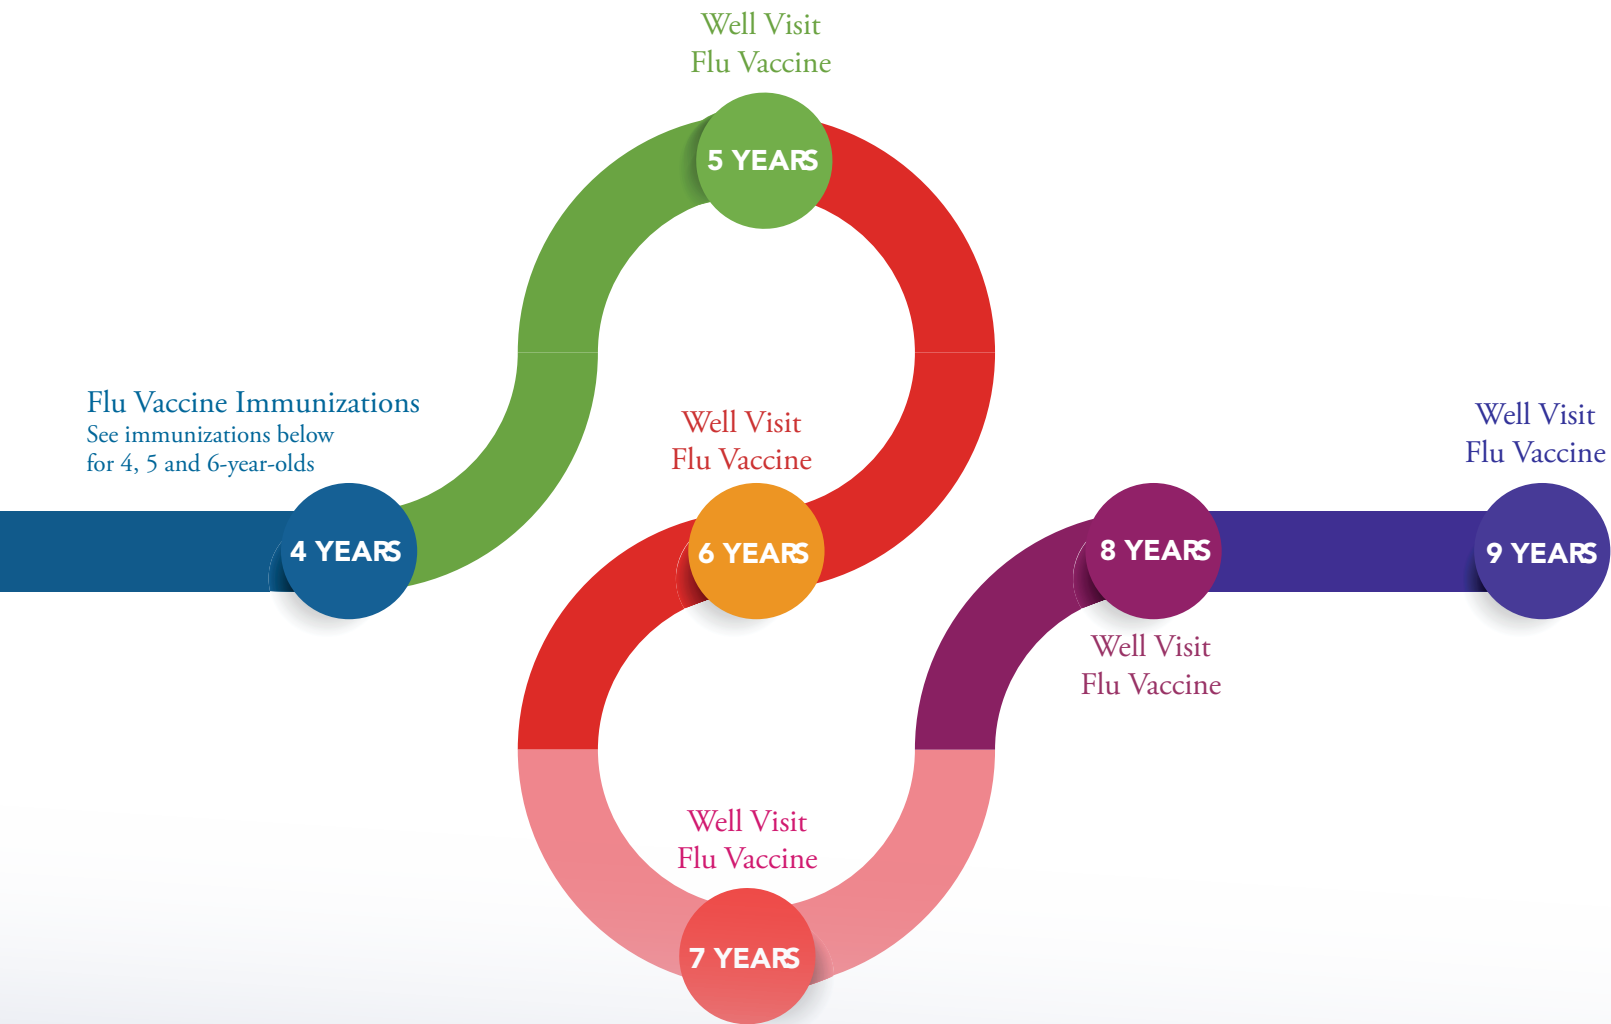 Well Visit
Flu Vaccine
5 YEARS
Flu Vaccine Immunizations
See immunizations below
for 4, 5 and 6-year-olds
4 YEARS
Well Visit
Flu Vaccine
6 YEARS
8 YEARS
Well Visit
Flu Vaccine
Well Visit
Flu Vaccine
9 YEARS
Well Visit
Flu Vaccine
7 YEARS